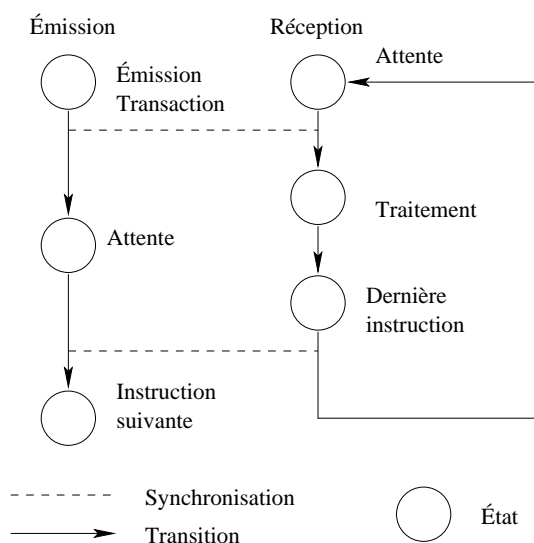 Émission
Réception
Émission
Transaction
Attente
Attente
Traitement
Dernière
instruction
Instruction
suivante
Synchronisation
Transition
État